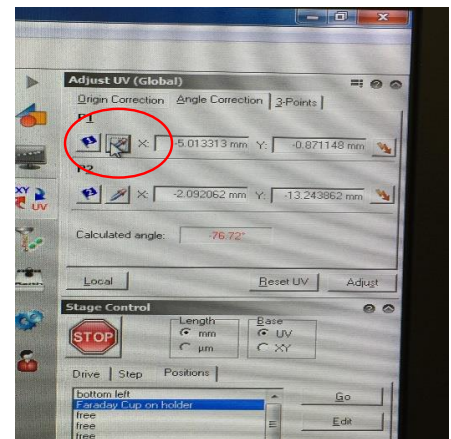 Adjust UV (Global)
Origin Correction Angle Correction 3-Points
P1
X: -5.013313 mm Y: -0.871148 mm
P2
X: -2.092062 mm Y: -13.243862 mm
XY
UV
Calculated angle: -76.72°
Local Reset UV Adjust
Stage Control
STOP
Length Base
mm UV
µm XY
Drive Step Positions
bottom left
Go
Faraday Cup on holder
free
Edit
free
free